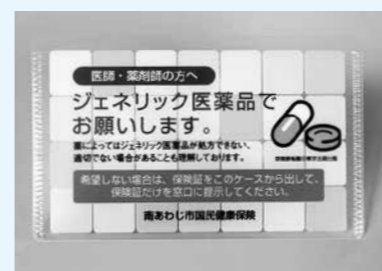 医師・薬剤師の方へ
ジェネリック医薬品で
お願いします。
薬によってはジェネリック医薬品が処方できない、
適切でない場合があることも理解しております。
希望しない場合は、保険証をこのケースから出して、
保険証だけを窓口に提示してください。
南あわじ市国民健康保険